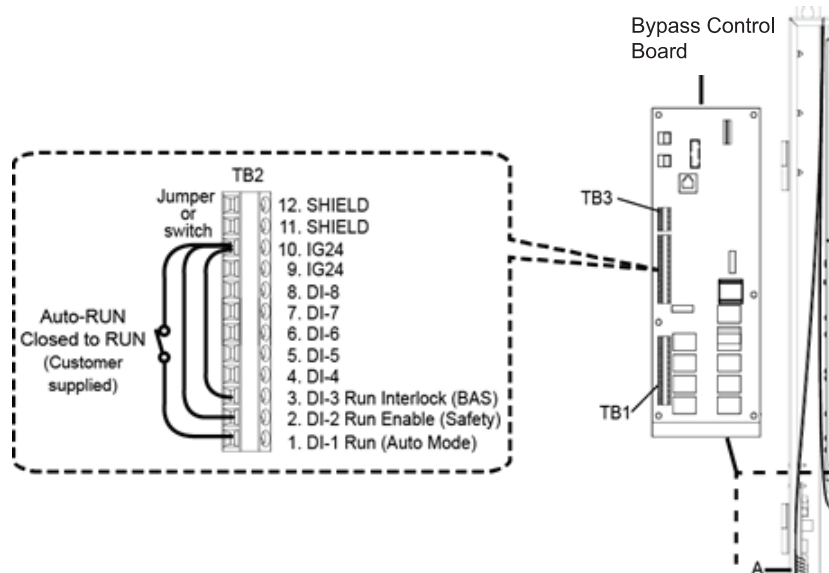 Bypass Control
Board
TB2
Jumper
or
switch
12. SHIELD
11. SHIELD
10. IG24
9. IG24
8. DI-8
7. DI-7
6. DI-6
5. DI-5
4. DI-4
3. DI-3 Run Interlock (BAS)
2. DI-2 Run Enable (Safety)
1. DI-1 Run (Auto Mode)
Auto-RUN
Closed to RUN
(Customer
supplied)
TB3
TB1
A